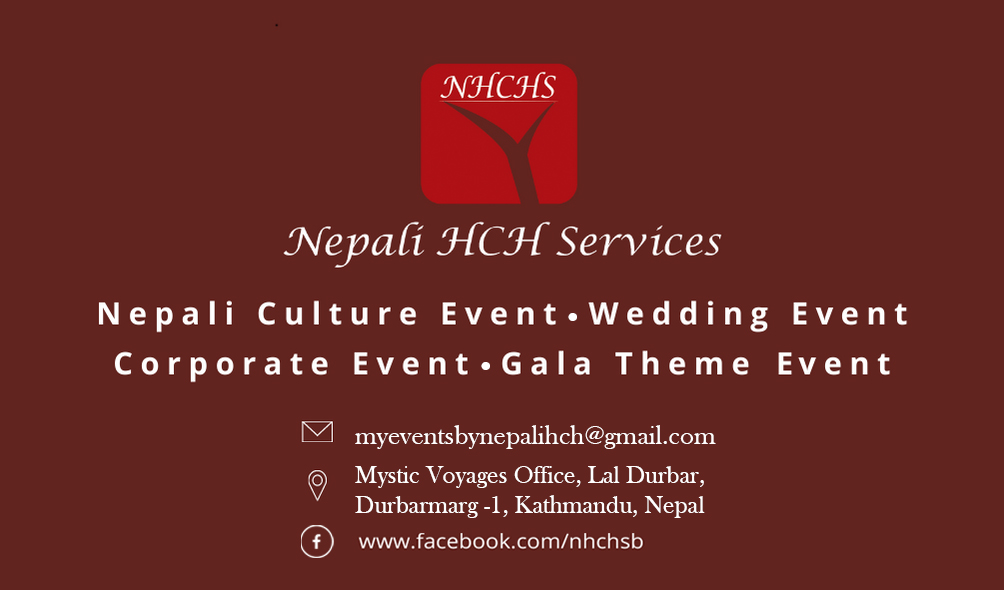 NHCHS
Nepali HCH Services
Nepali Culture Event•Wedding Event
Corporate Event•Gala Theme Event
myeventsbynepalihch@gmail.com
Mystic Voyages Office, Lal Durbar,
Durbarmarg -1, Kathmandu, Nepal
www.facebook.com/nhchsb